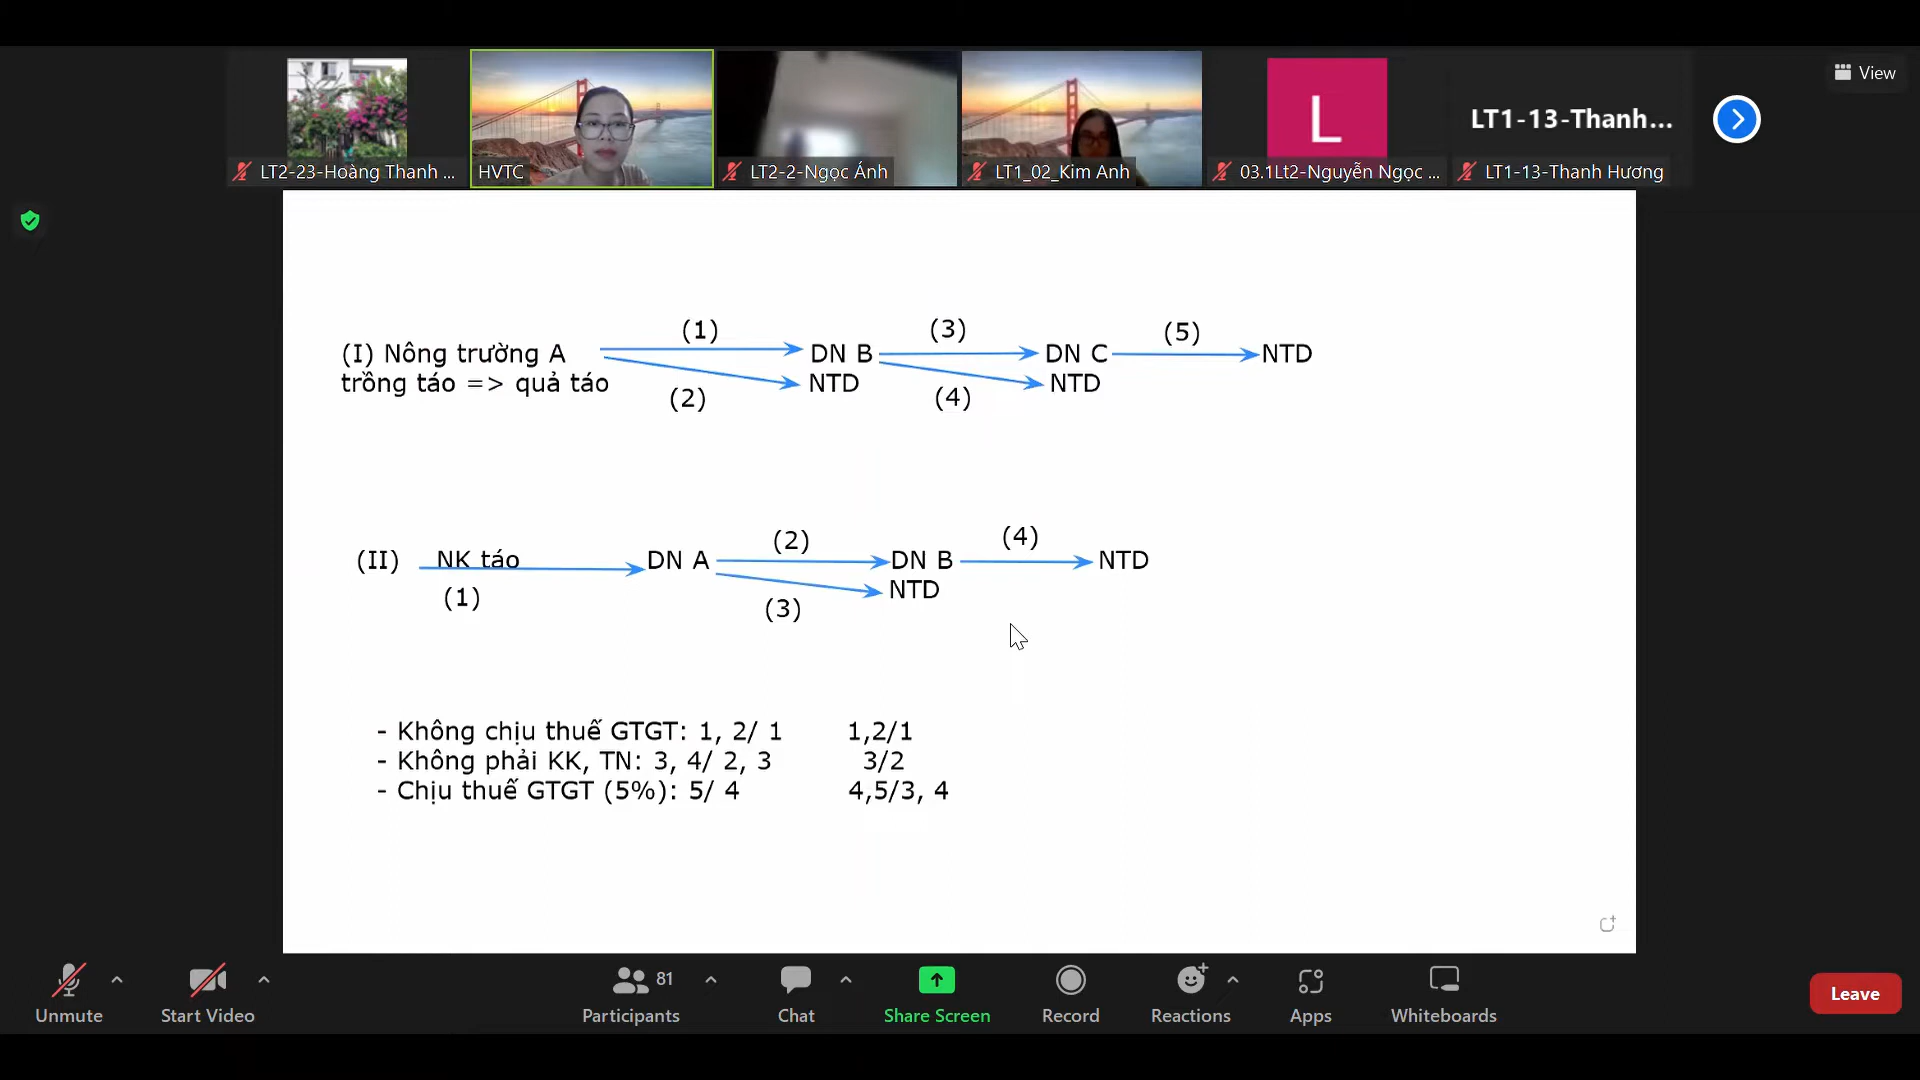 View
LT2-23-Hoàng Thanh ...
HVTC
LT2-2-Ngọc Ánh
LT1_02_Kim Anh
L
03.1Lt2-Nguyễn Ngọc ...
LT1-13-Thanh...
LT1-13-Thanh Hương
(1) (3) (5)
(I) Nông trường A DN B DN C NTD
trồng táo => quả táo NTD NTD
(2) (4)
(2) (4)
(II) NK táo DN A DN B NTD
NTD
(1) (3)
- Không chịu thuế GTGT: 1, 2/ 1 1,2/1
- Không phải KK, TN: 3, 4/ 2, 3 3/2
- Chịu thuế GTGT (5%): 5/ 4 4,5/3, 4
Unmute
Start Video
81
Participants
Chat
Share Screen
Record
Reactions
Apps
Whiteboards
Leave